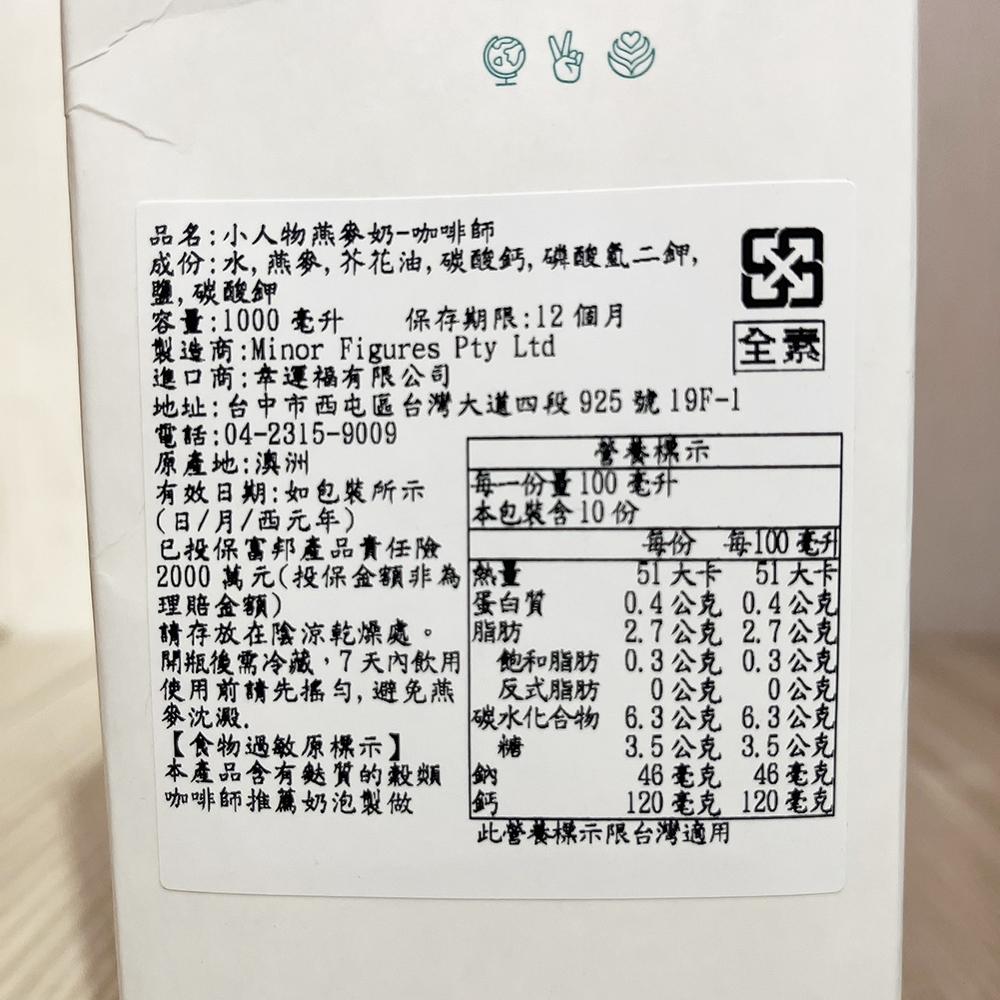 品名:小人物燕麥奶-咖啡師
成份:水,燕麥,芥花油,碳酸鈣,磷酸氫二鉀,
鹽,碳酸鉀
容量:1000 毫升 保存期限:12 個月
製造商:Minor Figures Pty Ltd
進口商:幸運福有限公司
地址:台中市西屯區台灣大道四段 925 號 19F-1
電話:04-2315-9009
原產地:澳洲
有效日期:如包裝所示
(日/月/西元年)
已投保富邦產品責任險
2000 萬元(投保金額非為
理賠金額)
請存放在陰涼乾燥處。
開瓶後需冷藏，7 天內飲用
使用前請先搖勻,避免燕
麥沈澱.
【食物過敏原標示】
本產品含有麩質的穀類
咖啡師推薦奶泡製做
全素
營養標示
每一份量 100 毫升
本包裝含 10 份
每份 每100 毫升
熱量 51 大卡 51 大卡
蛋白質 0.4 公克 0.4 公克
脂肪 2.7 公克 2.7 公克
飽和脂肪 0.3 公克 0.3 公克
反式脂肪 0 公克 0 公克
碳水化合物 6.3 公克 6.3 公克
糖 3.5 公克 3.5 公克
鈉 46 毫克 46 毫克
鈣 120 毫克 120 毫克
此營養標示限台灣適用